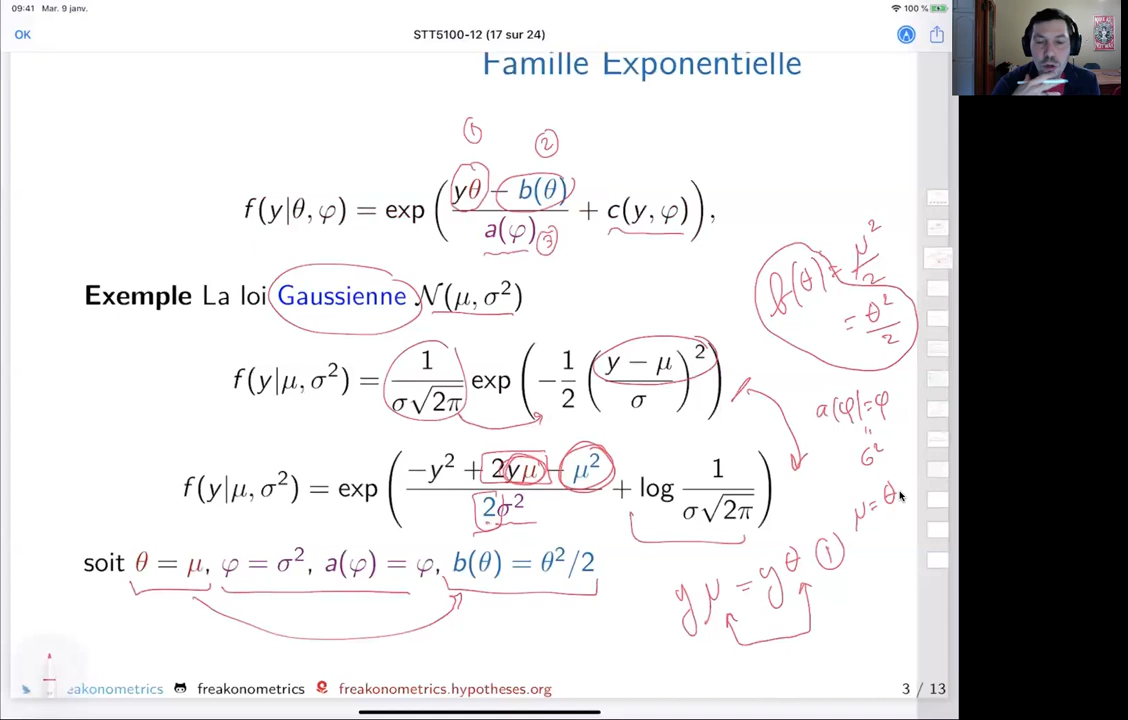 09:41 Mar. 9 janv.
100 %
OK
STT5100-12 (17 sur 24)
Famille Exponentielle
① ②
f(y|θ, φ) = exp ( (yθ − b(θ)) / a(φ) + c(y, φ) ),
③
Exemple La loi Gaussienne N(μ, σ²)
b(θ) = μ²/2
= θ²/2
f(y|μ, σ²) = 1/(σ√2π) exp ( −1/2 ( (y − μ)/σ )² )
a(φ) = φ
"
σ²
f(y|μ, σ²) = exp ( (−y² + 2yμ − μ²) / 2σ² + log 1/(σ√2π) )
μ = θ
soit θ = μ, φ = σ², a(φ) = φ, b(θ) = θ²/2
yμ = yθ ①
eakonometrics freakonometrics freakonometrics.hypotheses.org 3 / 13